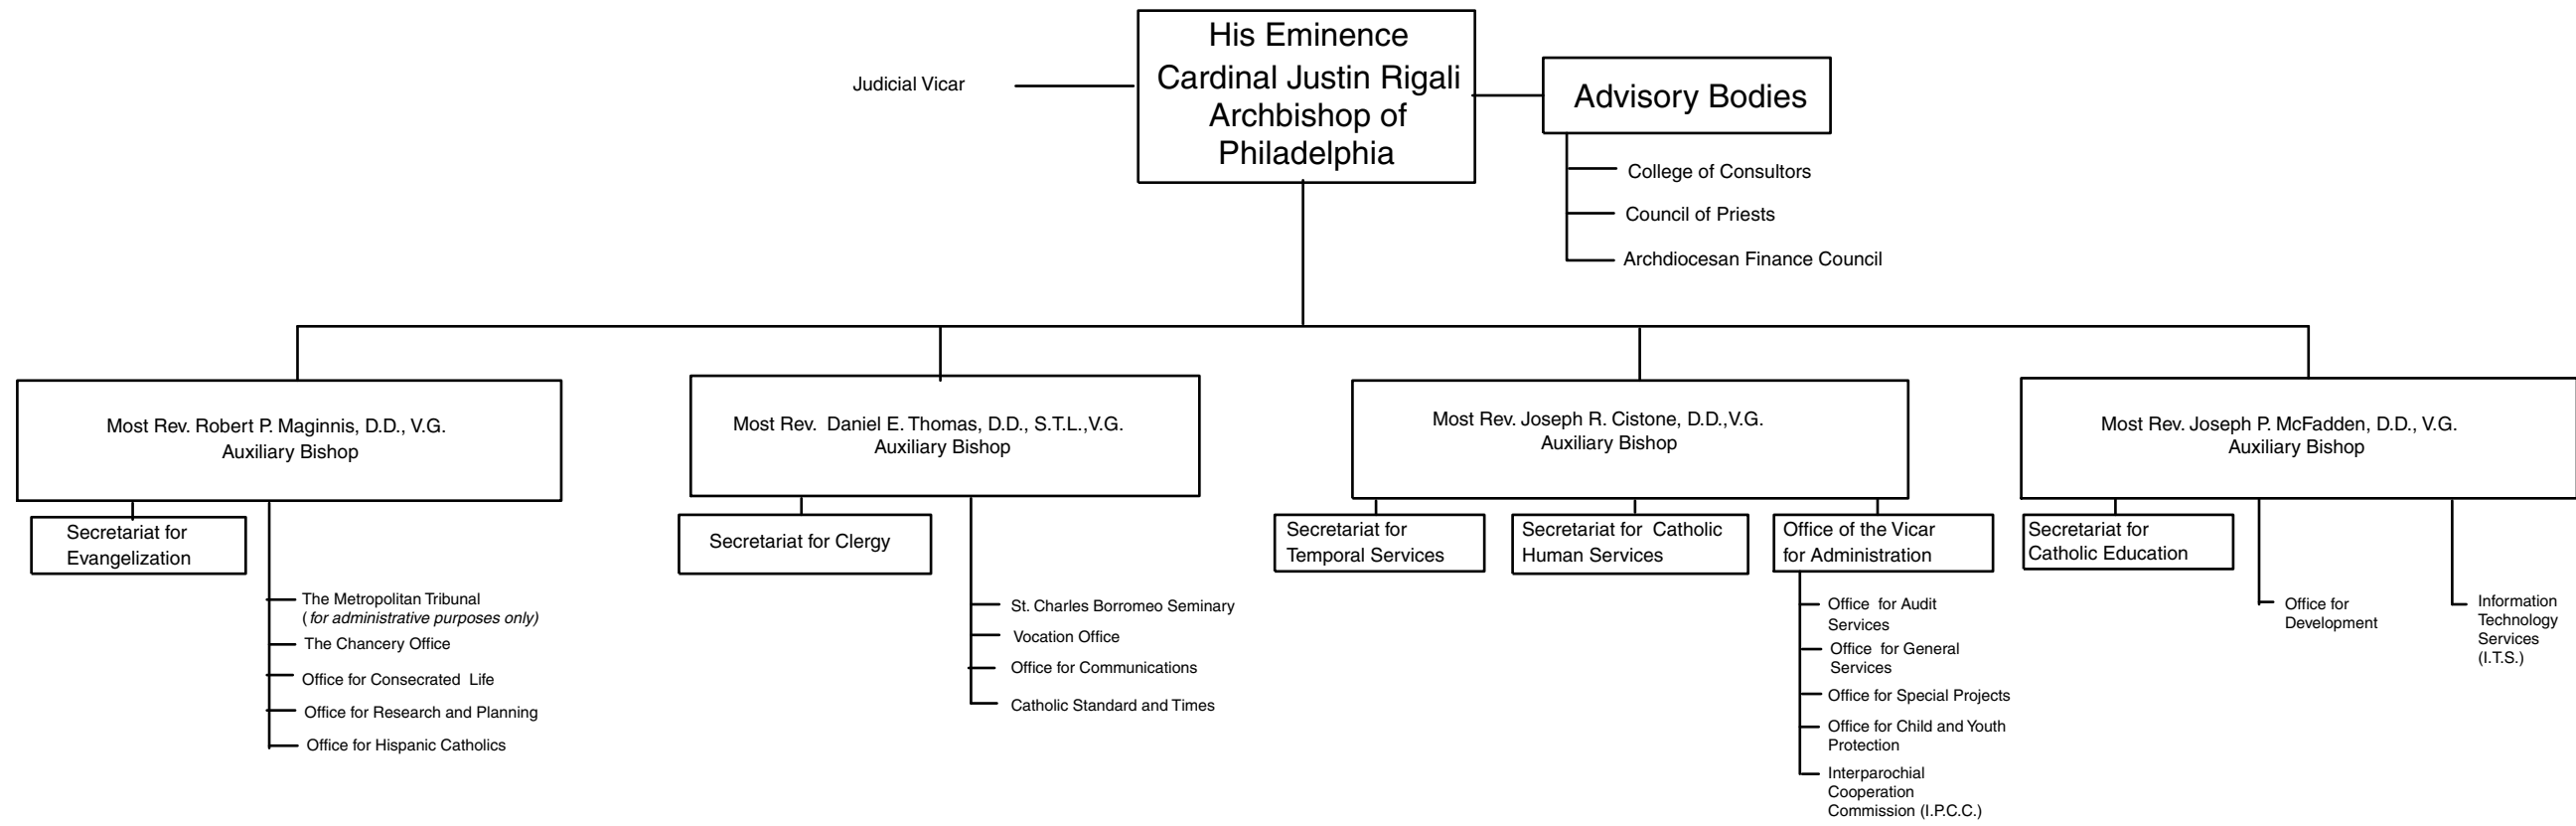 His Eminence
Cardinal Justin Rigali
Archbishop of
Philadelphia
Judicial Vicar
Advisory Bodies
College of Consultors
Council of Priests
Archdiocesan Finance Council
Most Rev. Robert P. Maginnis, D.D., V.G.
Auxiliary Bishop
Secretariat for
Evangelization
The Metropolitan Tribunal
( for administrative purposes only)
The Chancery Office
Office for Consecrated Life
Office for Research and Planning
Office for Hispanic Catholics
Most Rev. Daniel E. Thomas, D.D., S.T.L.,V.G.
Auxiliary Bishop
Secretariat for Clergy
St. Charles Borromeo Seminary
Vocation Office
Office for Communications
Catholic Standard and Times
Most Rev. Joseph R. Cistone, D.D.,V.G.
Auxiliary Bishop
Secretariat for
Temporal Services
Secretariat for Catholic
Human Services
Office of the Vicar
for Administration
Office for Audit
Services
Office for General
Services
Office for Special Projects
Office for Child and Youth
Protection
Interparochial
Cooperation
Commission (I.P.C.C.)
Most Rev. Joseph P. McFadden, D.D., V.G.
Auxiliary Bishop
Secretariat for
Catholic Education
Office for
Development
Information
Technology
Services
(I.T.S.)